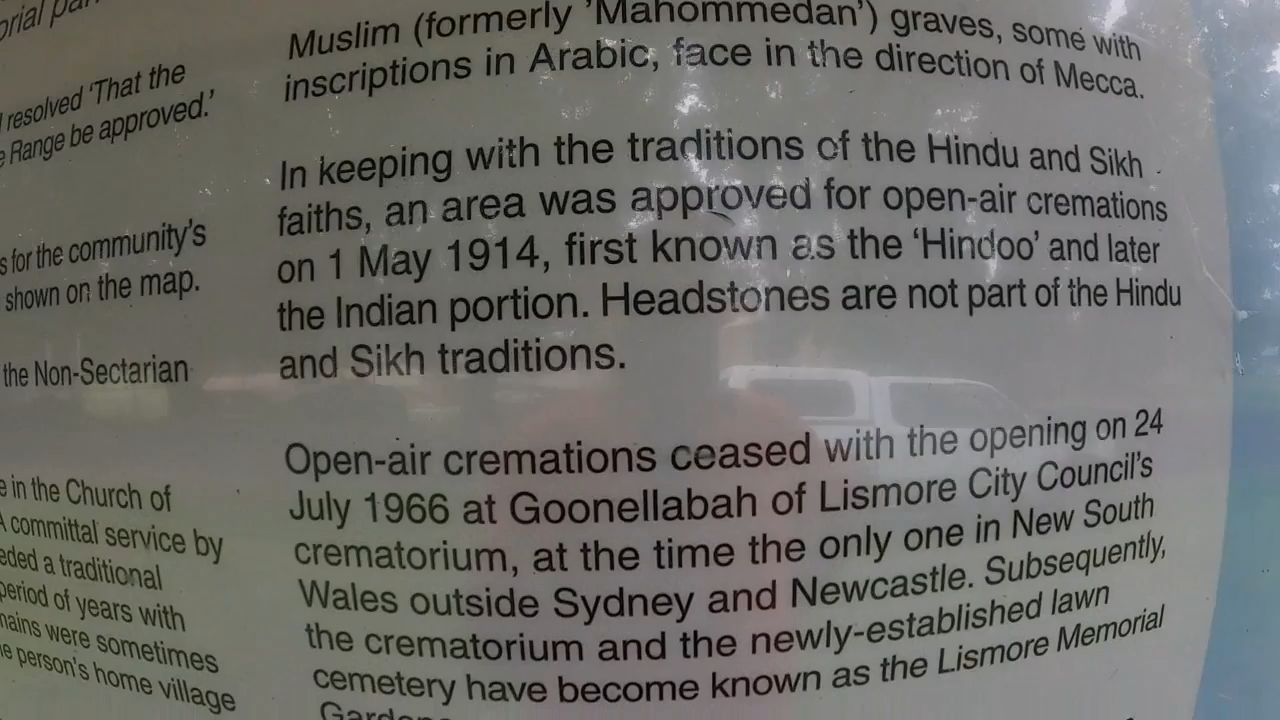 orial
resolved 'That the
Range be approved.'
for the community's
shown on the map.
the Non-Sectarian
in the Church of
committal service by
a traditional
period of years with
were sometimes
person's home village
Muslim (formerly 'Mahommedan') graves, some with
inscriptions in Arabic, face in the direction of Mecca.
In keeping with the traditions of the Hindu and Sikh
faiths, an area was approved for open-air cremations
on 1 May 1914, first known as the 'Hindoo' and later
the Indian portion. Headstones are not part of the Hindu
and Sikh traditions.
Open-air cremations ceased with the opening on 24
July 1966 at Goonellabah of Lismore City Council's
crematorium, at the time the only one in New South
Wales outside Sydney and Newcastle. Subsequently,
the crematorium and the newly-established lawn
cemetery have become known as the Lismore Memorial